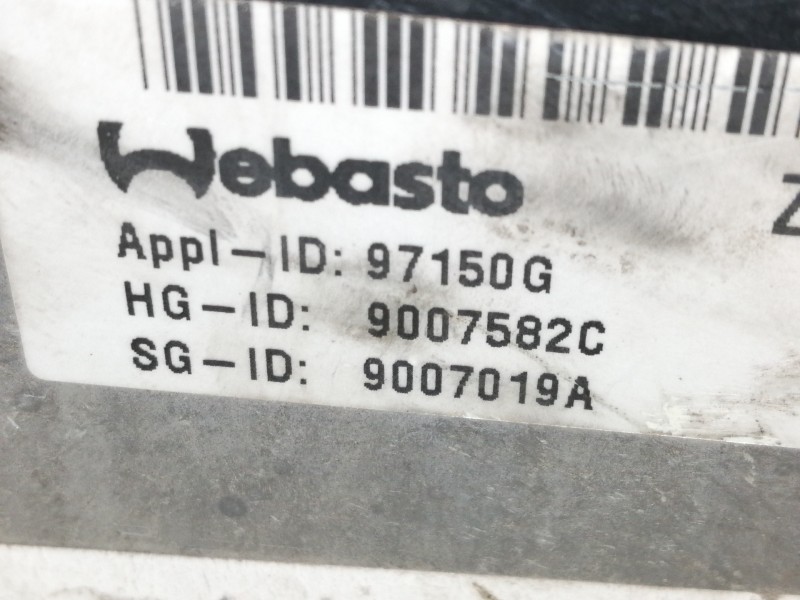 Webasto
Appl-ID: 97150G
HG-ID: 9007582C
SG-ID: 9007019A